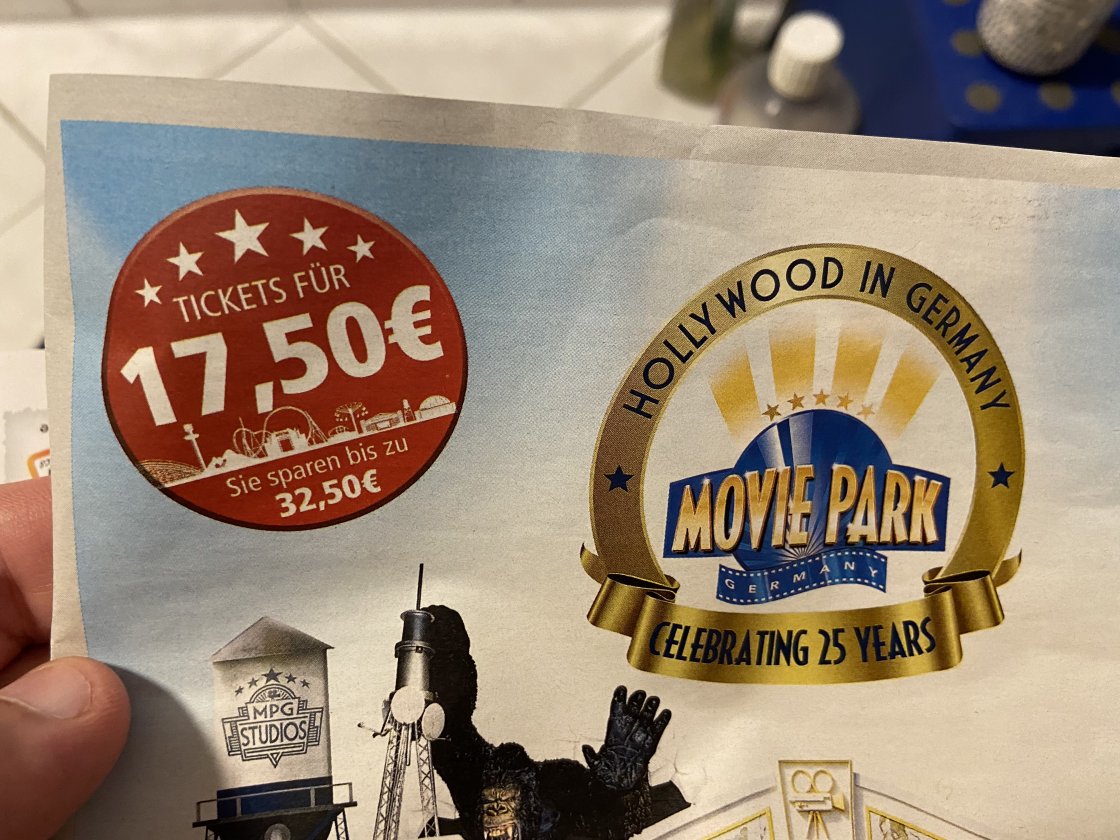 TICKETS FÜR
17,50€
Sie sparen bis zu
32,50€
HOLLYWOOD IN GERMANY
MOVIE PARK
GERMANY
CELEBRATING 25 YEARS
MPG
STUDIOS